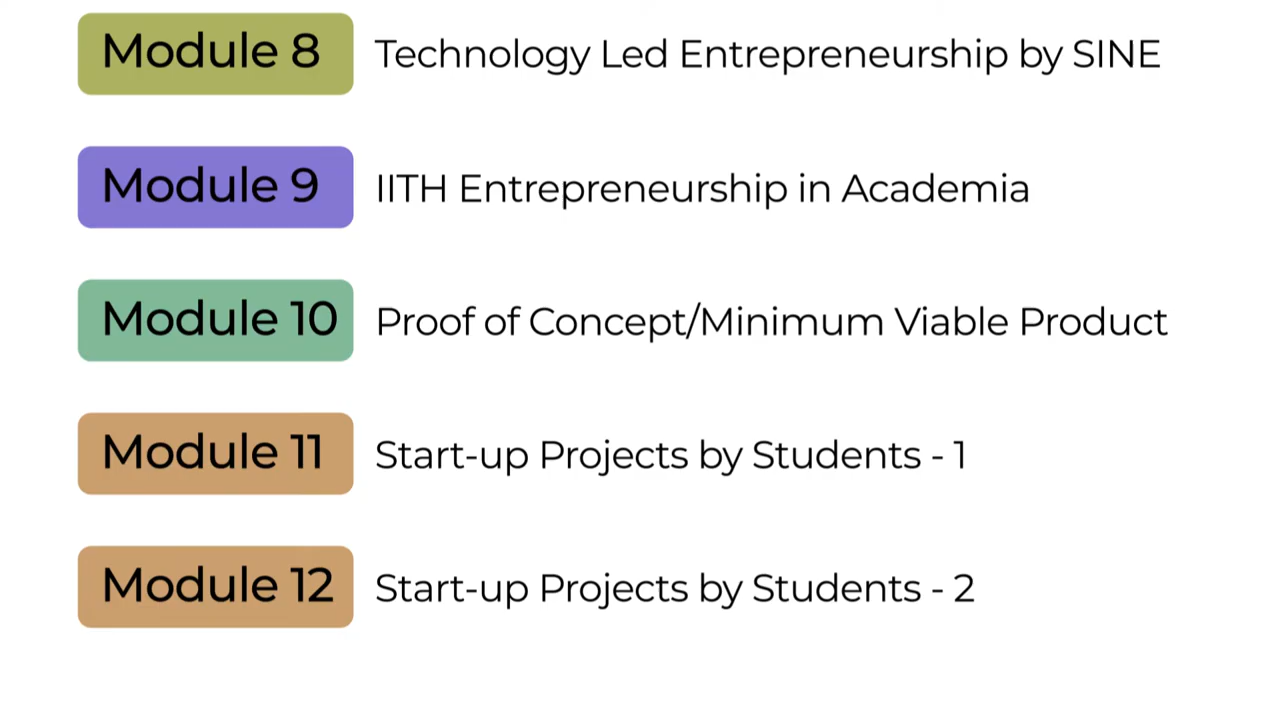 Module 8 Technology Led Entrepreneurship by SINE
Module 9 IITH Entrepreneurship in Academia
Module 10 Proof of Concept/Minimum Viable Product
Module 11 Start-up Projects by Students - 1
Module 12 Start-up Projects by Students - 2